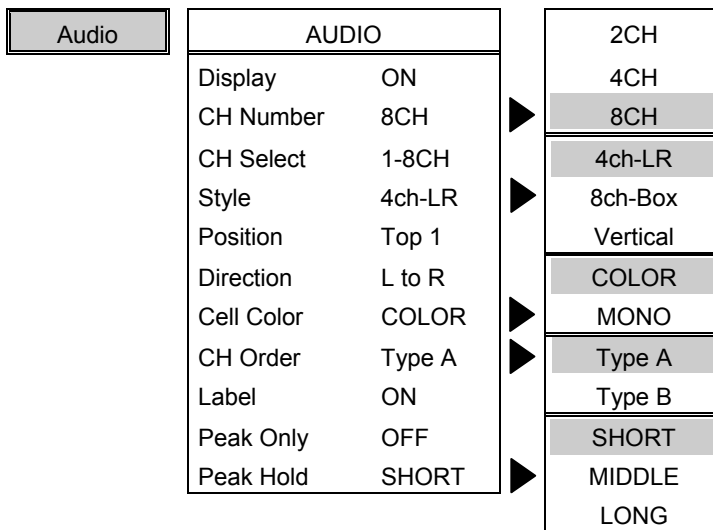 Audio
AUDIO
Display ON
CH Number 8CH
CH Select 1-8CH
Style 4ch-LR
Position Top 1
Direction L to R
Cell Color COLOR
CH Order Type A
Label ON
Peak Only OFF
Peak Hold SHORT
2CH
4CH
8CH
4ch-LR
8ch-Box
Vertical
COLOR
MONO
Type A
Type B
SHORT
MIDDLE
LONG